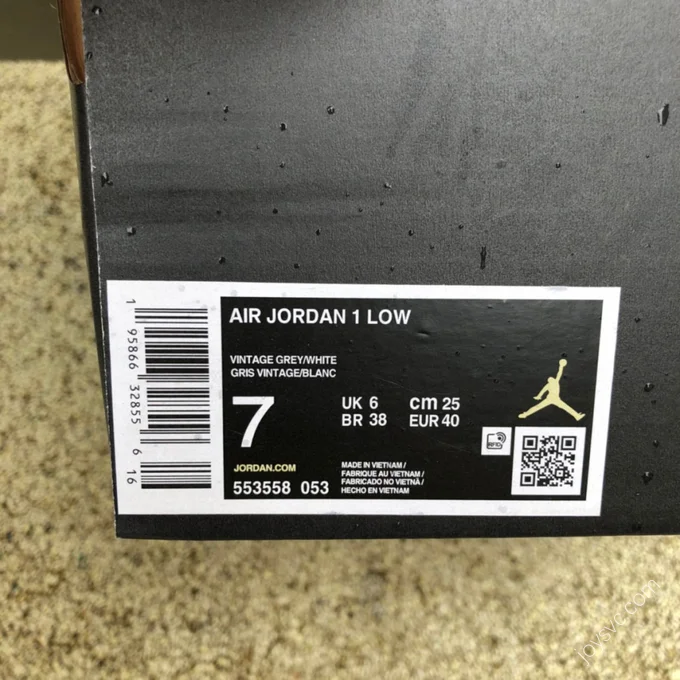 AIR JORDAN 1 LOW
VINTAGE GREY/WHITE
GRIS VINTAGE/BLANC
7
UK 6 cm 25
BR 38 EUR 40
JORDAN.COM
553558 053
MADE IN VIETNAM /
FABRIQUE AU VIETNAM /
FABRICADO NO VIETNÃ /
HECHO EN VIETNAM
1 95866 32855 6 16